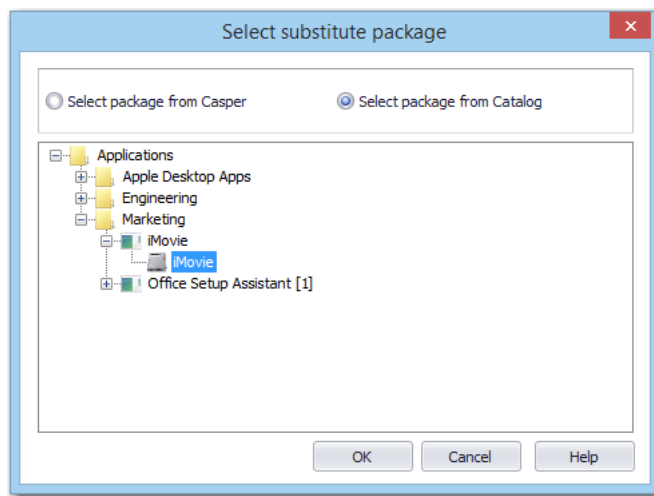 Select substitute package
Select package from Casper Select package from Catalog
Applications
Apple Desktop Apps
Engineering
Marketing
iMovie
iMovie
Office Setup Assistant [1]
OK Cancel Help